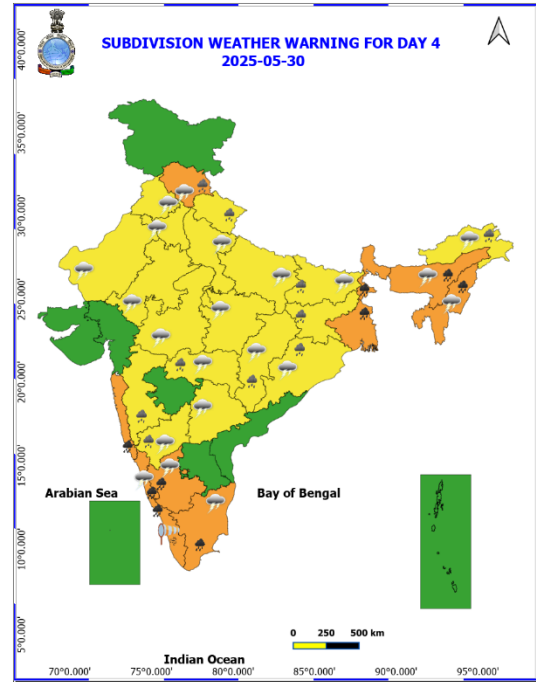 SUBDIVISION WEATHER WARNING FOR DAY 4
2025-05-30
40°0.000'
35°0.000'
30°0.000'
25°0.000'
20°0.000'
15°0.000'
10°0.000'
5°0.000'
Arabian Sea
Bay of Bengal
0 250 500 km
Indian Ocean
70°0.000' 75°0.000' 80°0.000' 85°0.000' 90°0.000' 95°0.000'